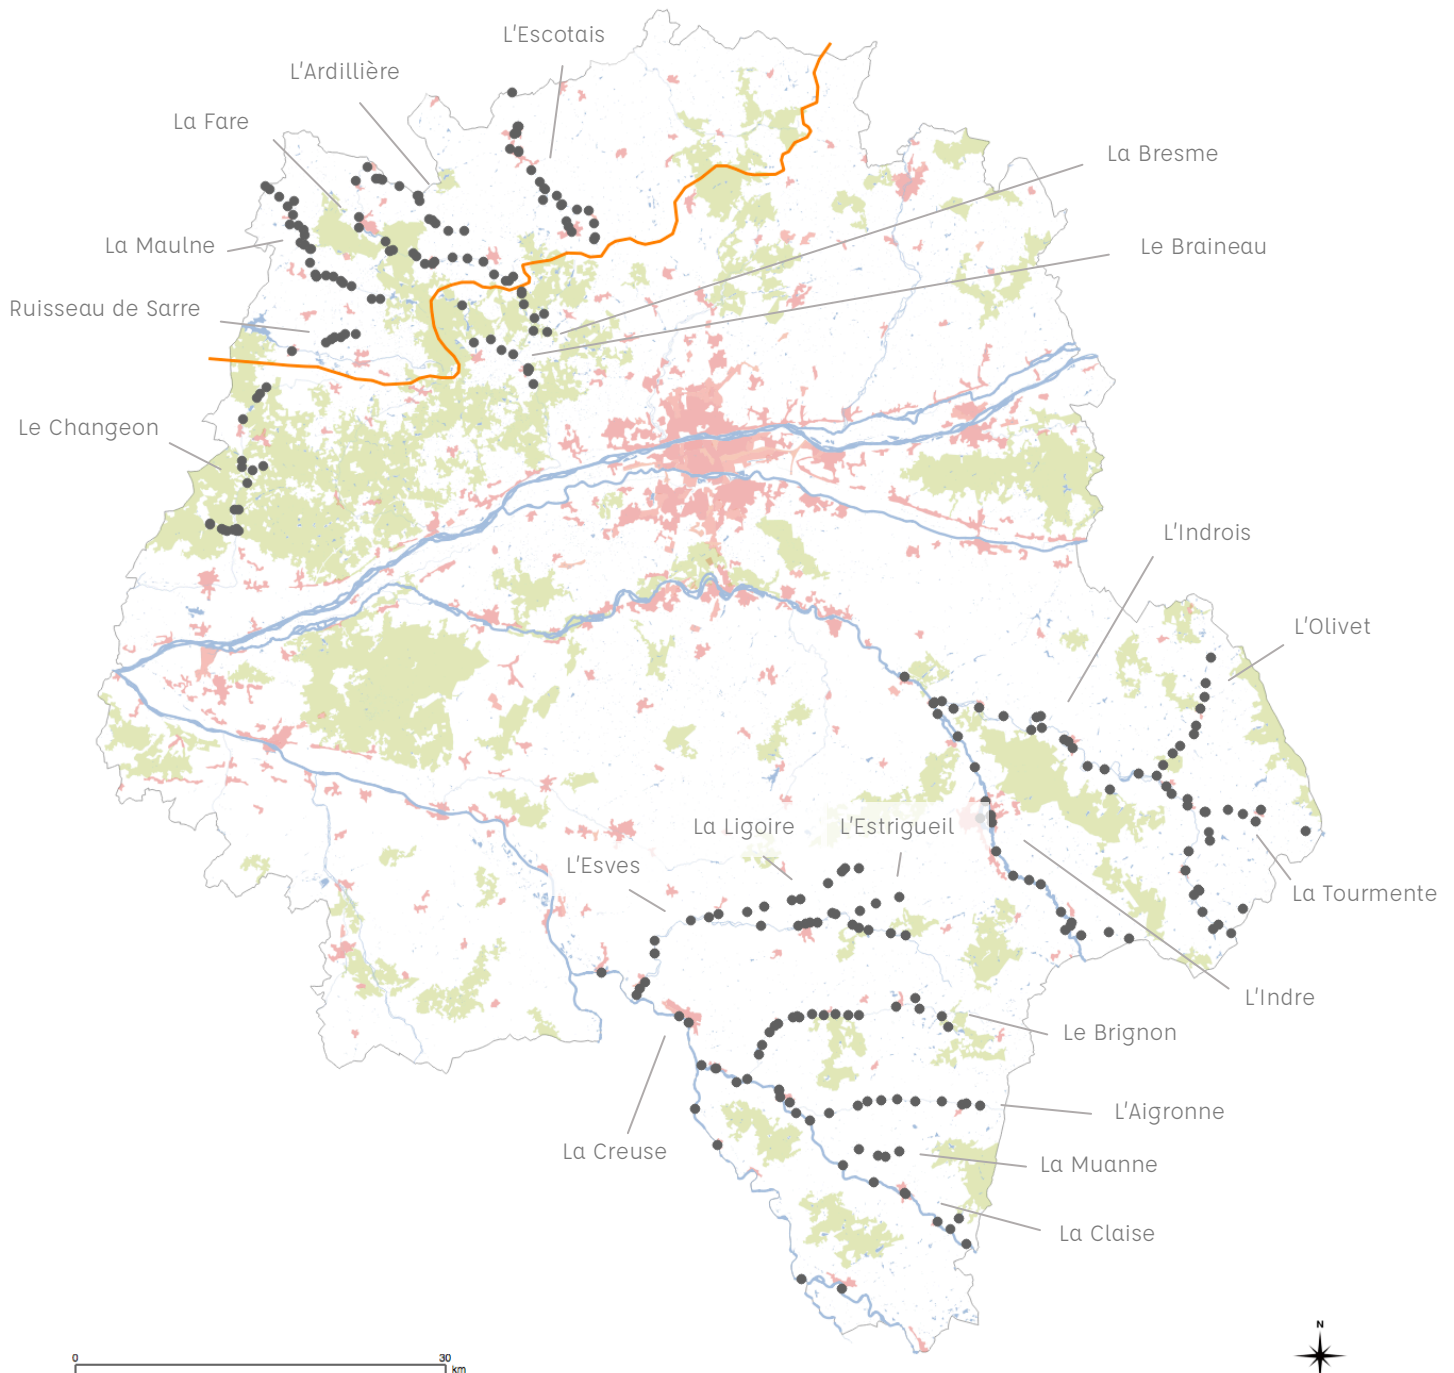 L'Escotais
L'Ardillière
La Fare
La Bresme
La Maulne
Le Braineau
Ruisseau de Sarre
Le Changeon
L'Indrois
L'Olivet
La Ligoire
L'Estrigueil
L'Esves
La Tourmente
L'Indre
Le Brignon
L'Aigronne
La Creuse
La Muanne
La Claise
N
0
30
km